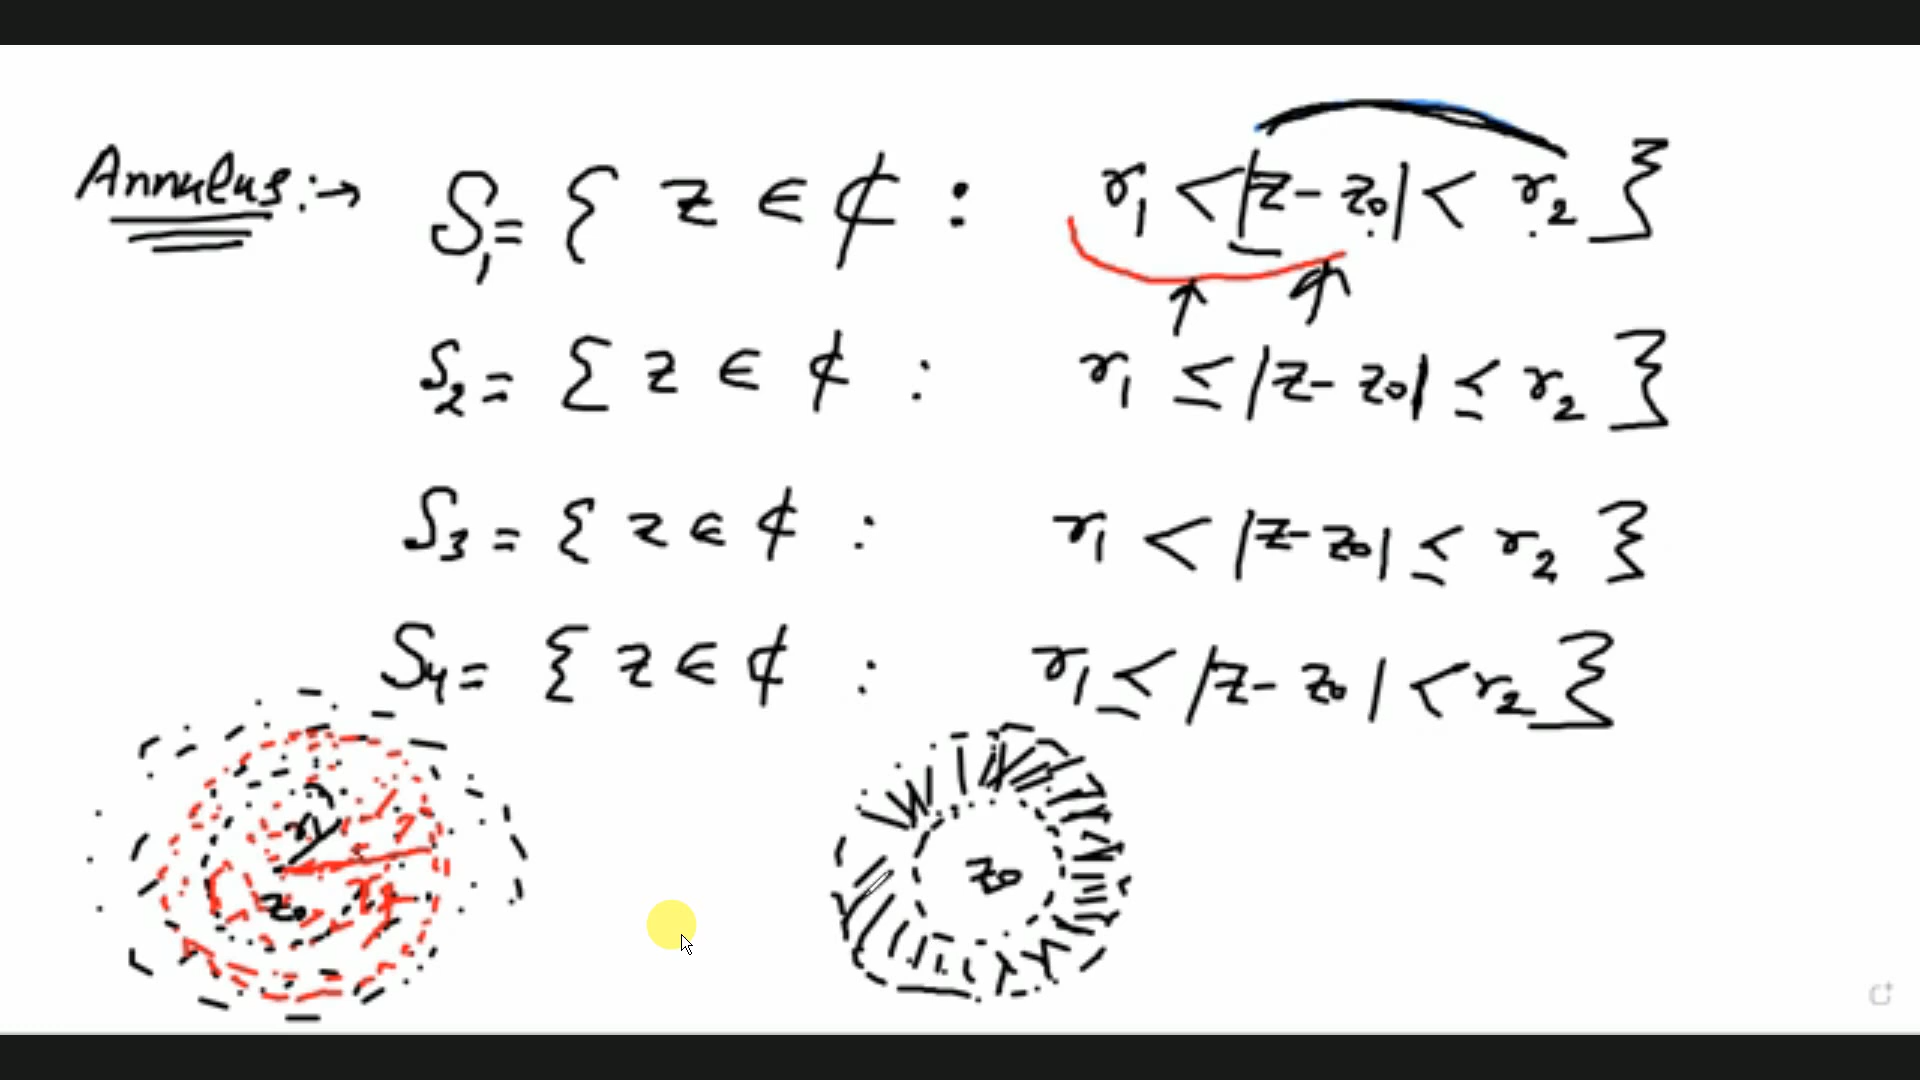 Annulus:→ S₁ = { z ∈ ℂ : r₁ < |z - z₀| < r₂ }
S₂ = { z ∈ ℂ : r₁ ≤ |z - z₀| ≤ r₂ }
S₃ = { z ∈ ℂ : r₁ < |z - z₀| ≤ r₂ }
S₄ = { z ∈ ℂ : r₁ ≤ |z - z₀| < r₂ }
r₁
z₀
z₀